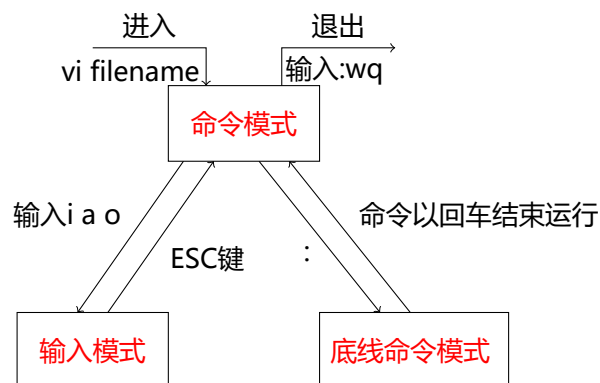 进入
退出
vi filename
输入:wq
命令模式
输入i a o
命令以回车结束运行
ESC键
:
输入模式
底线命令模式